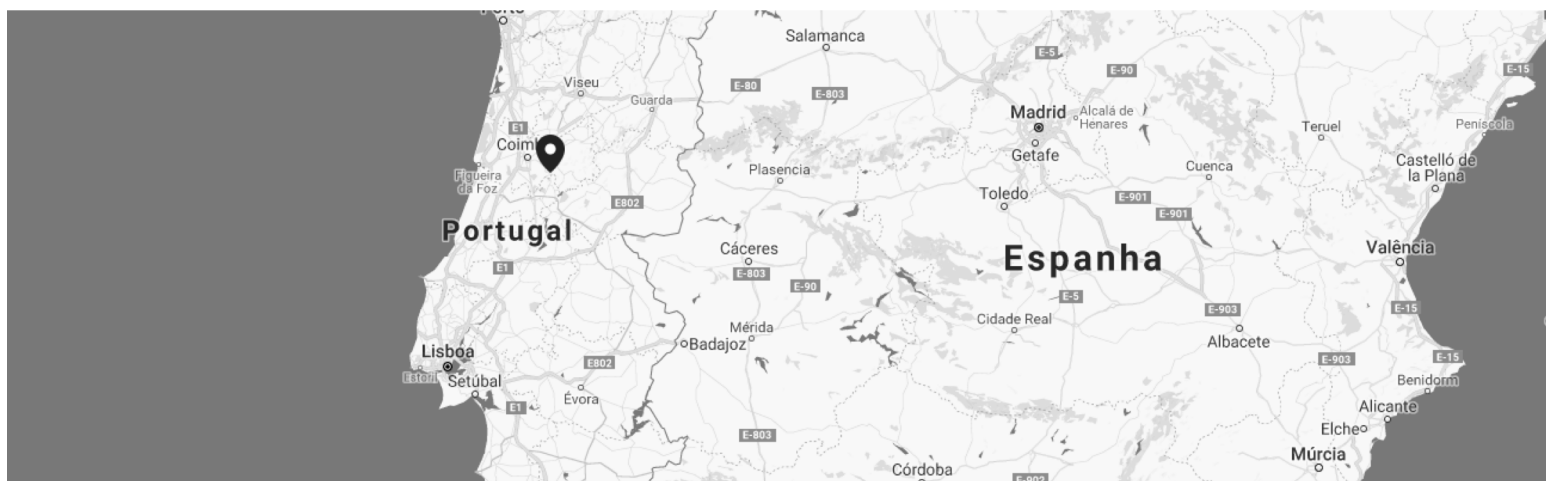 Porto
Salamanca
E-5
E-90
E-15
Viseu
E-80
E-803
Guarda
Madrid
Alcalá de
Henares
Peníscola
E1
Teruel
Getafe
Castelló de
la Plana
Figueira
da Foz
Plasencia
Cuenca
Toledo
E802
E-901
E-901
Portugal
Cáceres
Espanha
Valência
E1
E-803
E-90
E-5
E-903
E-15
Cidade Real
Mérida
Albacete
Badajoz
Lisboa
Estoril
E802
E-903
E-15
Setúbal
Benidorm
Évora
E1
Alicante
Elche
E-803
Múrcia
Córdoba
E-902